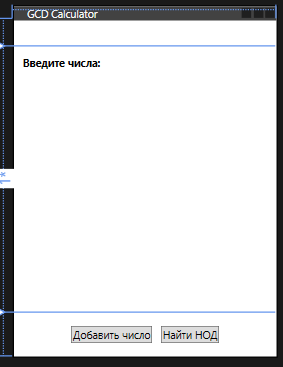 GCD Calculator
Введите числа:
Добавить число Найти НОД